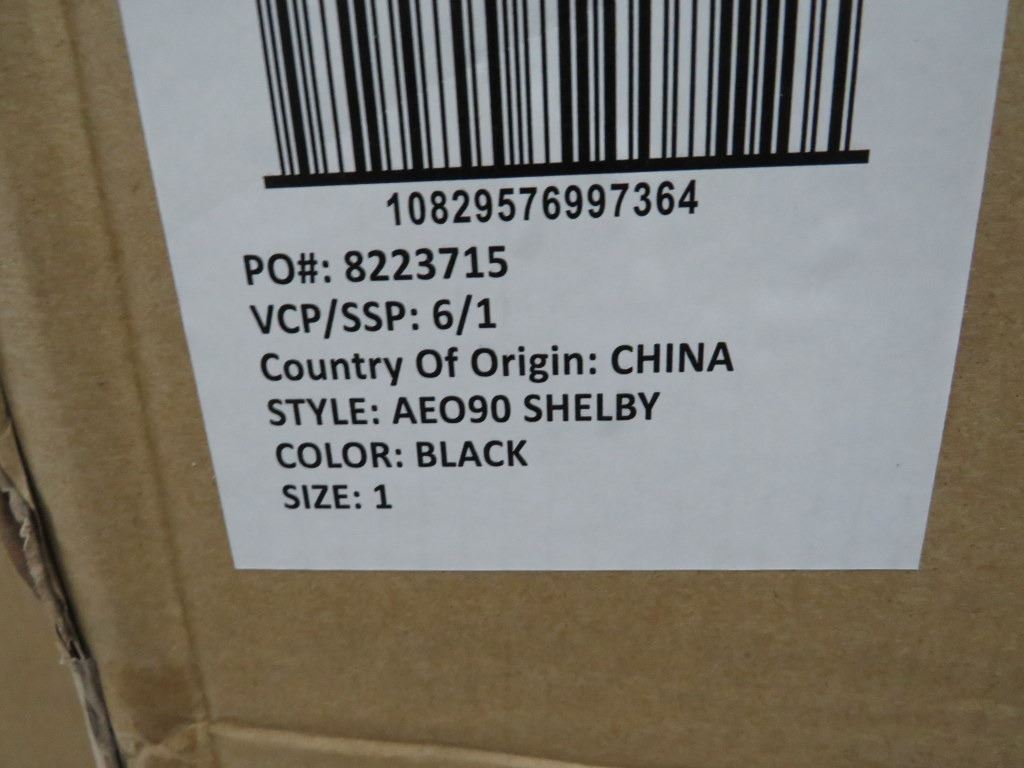 10829576997364
PO#: 8223715
VCP/SSP: 6/1
Country Of Origin: CHINA
STYLE: AEO90 SHELBY
COLOR: BLACK
SIZE: 1